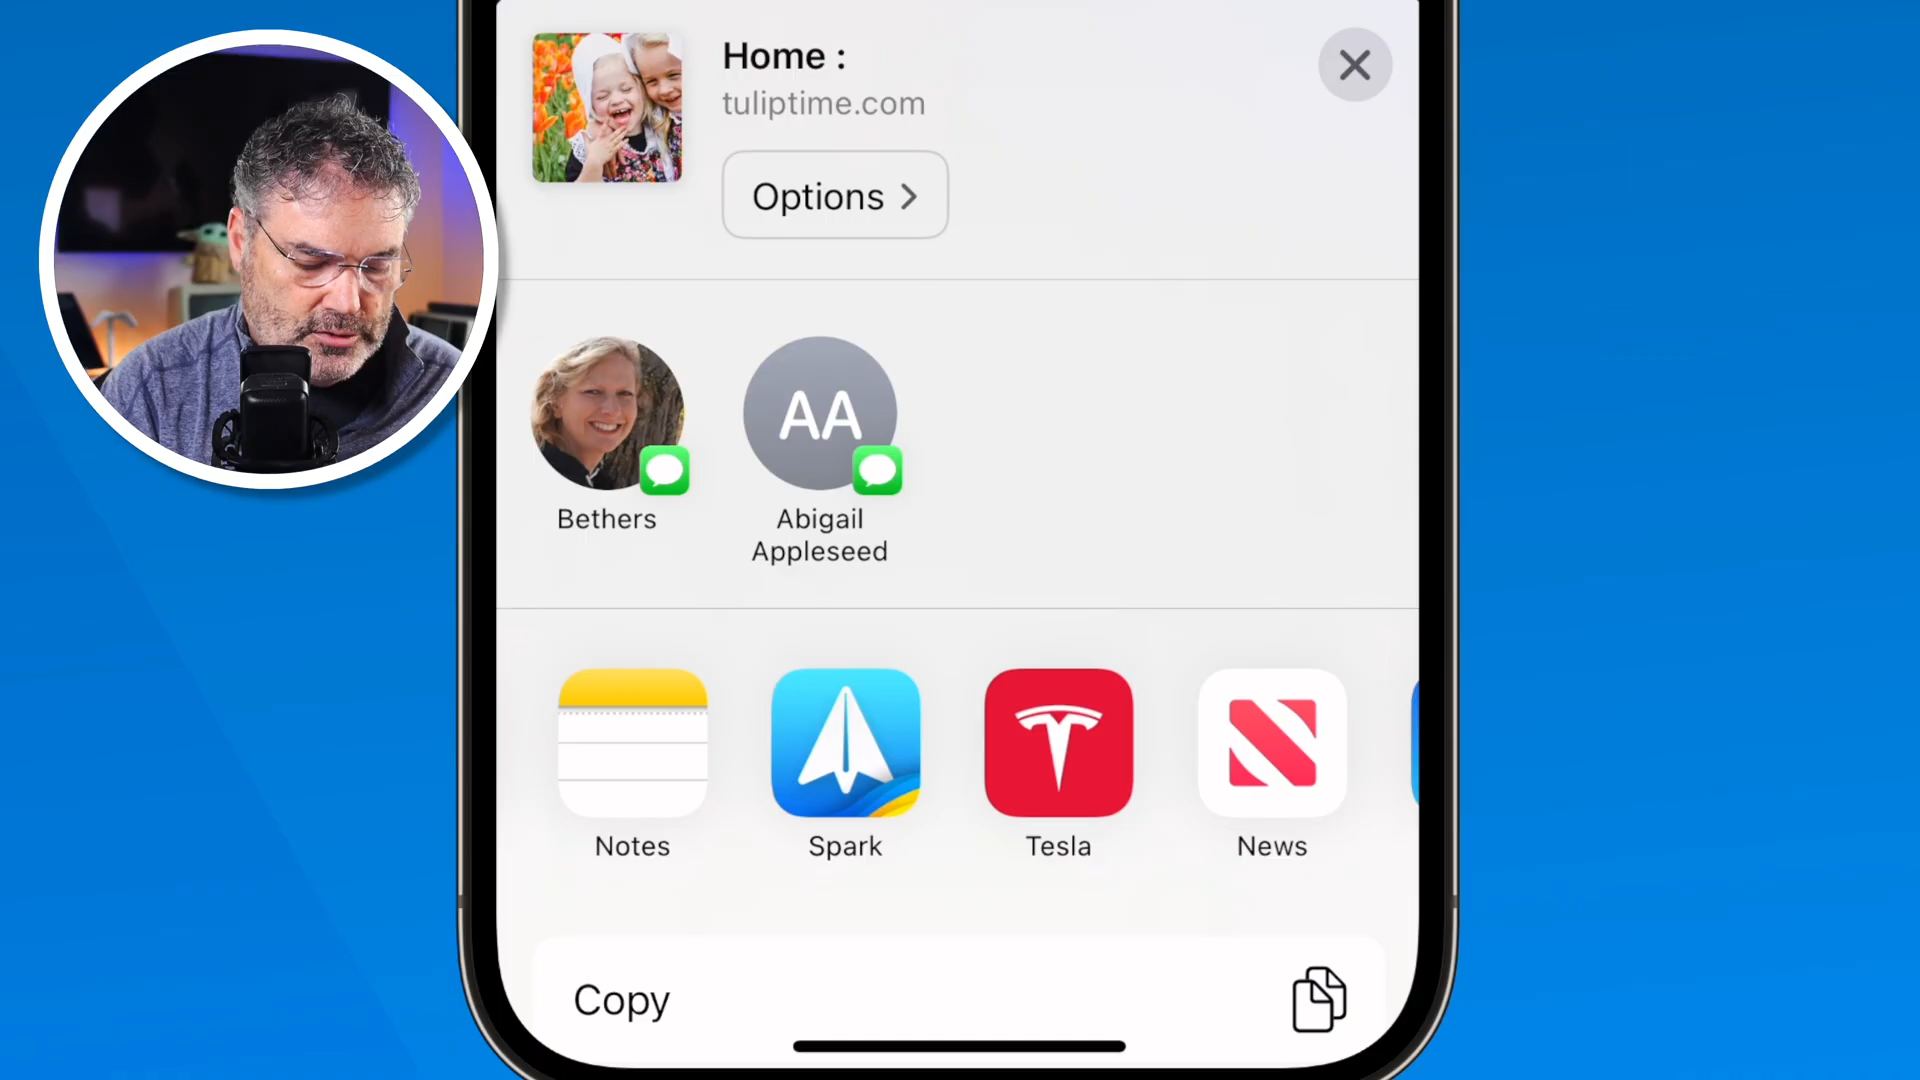 Home :
tuliptime.com
Options
AA
Bethers
Abigail
Appleseed
Notes
Spark
Tesla
News
Copy